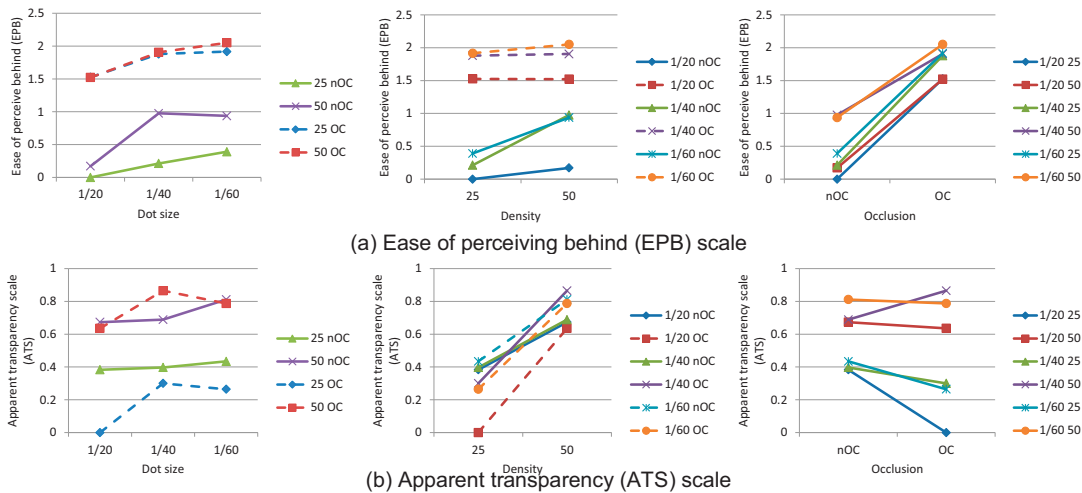 Ease of perceive behind (EPB)
2.5
2
1.5
1
0.5
0
1/20 1/40 1/60
Dot size
25 nOC
50 nOC
25 OC
50 OC
Ease of perceive behind (EPB)
2.5
2
1.5
1
0.5
0
25 50
Density
1/20 nOC
1/20 OC
1/40 nOC
1/40 OC
1/60 nOC
1/60 OC
Ease of perceive behind (EPB)
2.5
2
1.5
1
0.5
0
nOC OC
Occlusion
1/20 25
1/20 50
1/40 25
1/40 50
1/60 25
1/60 50
(a) Ease of perceiving behind (EPB) scale
Apparent transparency scale
(ATS)
1
0.8
0.6
0.4
0.2
0
1/20 1/40 1/60
Dot size
25 nOC
50 nOC
25 OC
50 OC
Apparent transparency scale
(ATS)
1
0.8
0.6
0.4
0.2
0
25 50
Density
1/20 nOC
1/20 OC
1/40 nOC
1/40 OC
1/60 nOC
1/60 OC
Apparent transparency scale
(ATS)
1
0.8
0.6
0.4
0.2
0
nOC OC
Occlusion
1/20 25
1/20 50
1/40 25
1/40 50
1/60 25
1/60 50
(b) Apparent transparency (ATS) scale